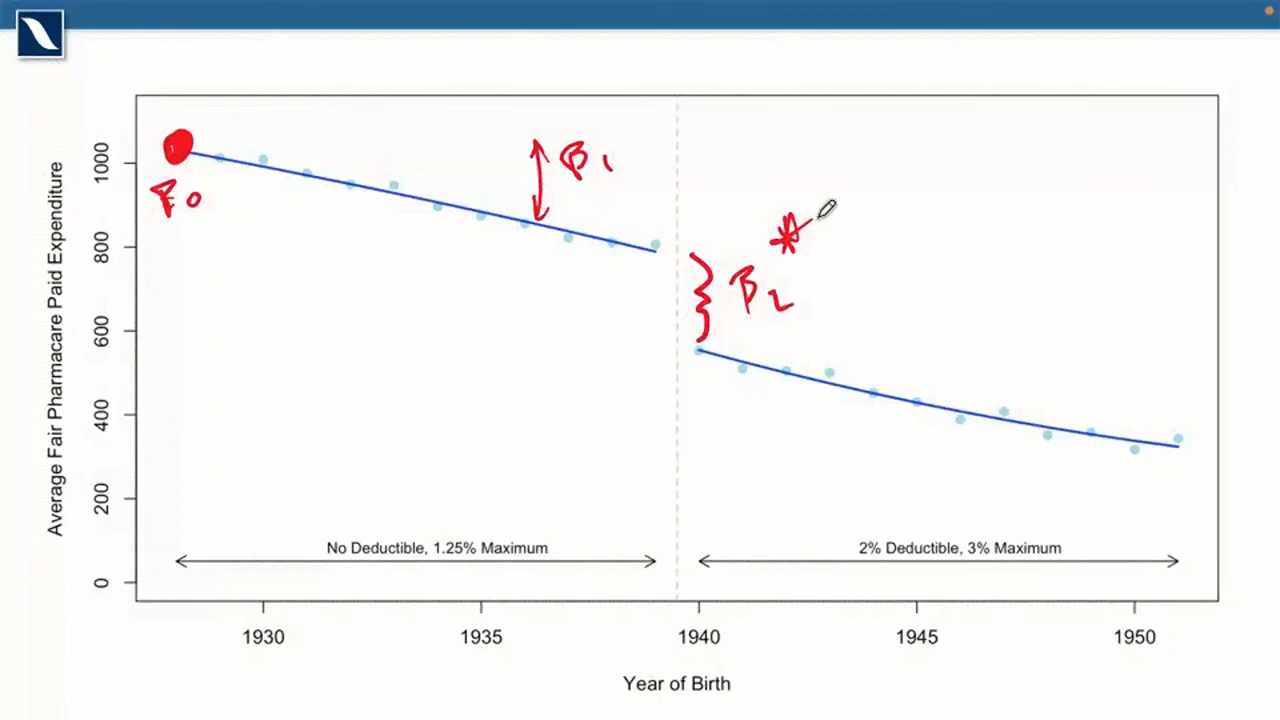 Average Fair Pharmacare Paid Expenditure
1000
800
600
400
200
0
β0
β1
β2
*
No Deductible, 1.25% Maximum
2% Deductible, 3% Maximum
1930
1935
1940
1945
1950
Year of Birth